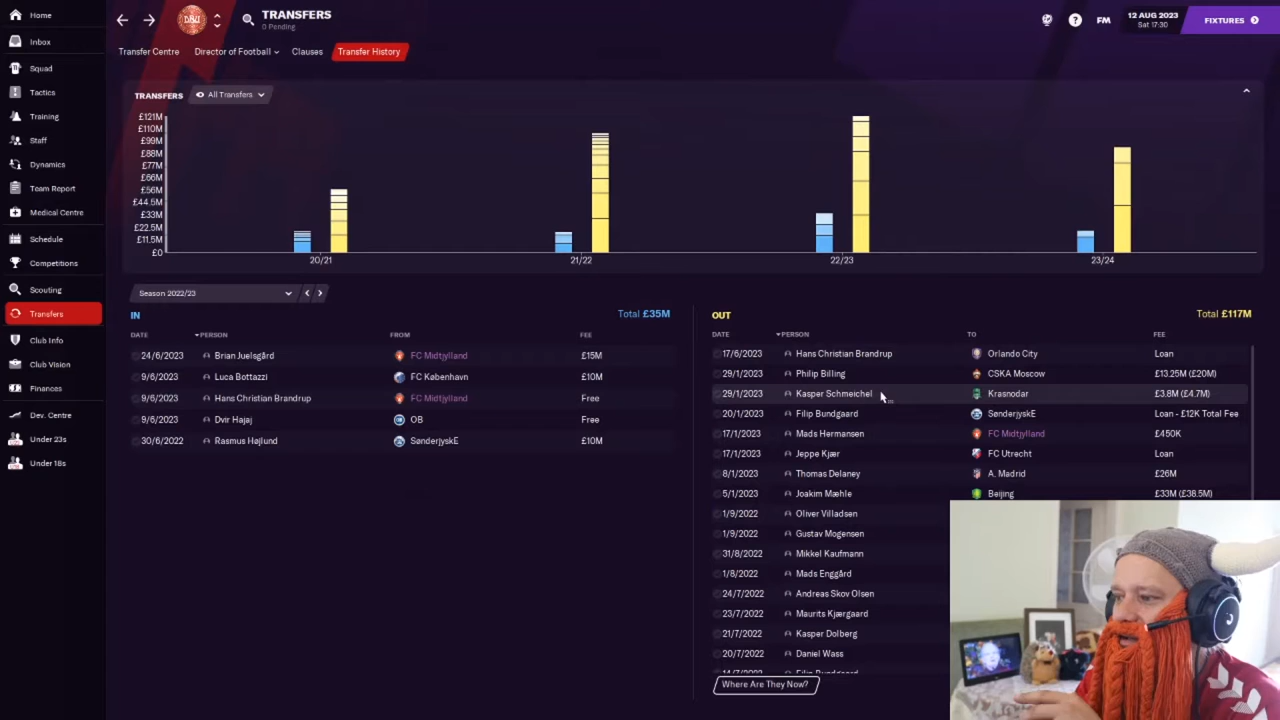 Home
Inbox
Squad
Tactics
Training
Staff
Dynamics
Team Report
Medical Centre
Schedule
Competitions
Scouting
Transfers
Club Info
Club Vision
Finances
Dev. Centre
Under 23s
Under 18s
DBU
TRANSFERS
0 Pending
? FM 12 AUG 2023 FIXTURES
Sat 17:30
Transfer Centre Director of Football Clauses Transfer History
TRANSFERS All Transfers
£121M
£110M
£99M
£88M
£77M
£66M
£56M
£44.5M
£33M
£22.5M
£11.5M
£0
20/21 21/22 22/23 23/24
Season 2022/23
IN Total £35M
DATE PERSON FROM FEE
24/6/2023 Brian Juelsgård FC Midtjylland £15M
9/6/2023 Luca Bottazzi FC København £10M
9/6/2023 Hans Christian Brandrup FC Midtjylland Free
9/6/2023 Dvir Hajaj OB Free
30/6/2022 Rasmus Højlund SønderjyskE £10M
OUT Total £117M
DATE PERSON TO FEE
17/6/2023 Hans Christian Brandrup Orlando City Loan
29/1/2023 Philip Billing CSKA Moscow £13.25M (£20M)
29/1/2023 Kasper Schmeichel Krasnodar £3.8M (£4.7M)
20/1/2023 Filip Bundgaard SønderjyskE Loan - £12K Total Fee
17/1/2023 Mads Hermansen FC Midtjylland £450K
17/1/2023 Jeppe Kjær FC Utrecht Loan
8/1/2023 Thomas Delaney A. Madrid £26M
5/1/2023 Joakim Mæhle Beijing £33M (£38.5M)
1/9/2022 Oliver Villadsen
1/9/2022 Gustav Mogensen
31/8/2022 Mikkel Kaufmann
1/8/2022 Mads Enggård
24/7/2022 Andreas Skov Olsen
23/7/2022 Maurits Kjærgaard
21/7/2022 Kasper Dolberg
20/7/2022 Daniel Wass
14/7/2022 Filip Bundgaard
Where Are They Now?